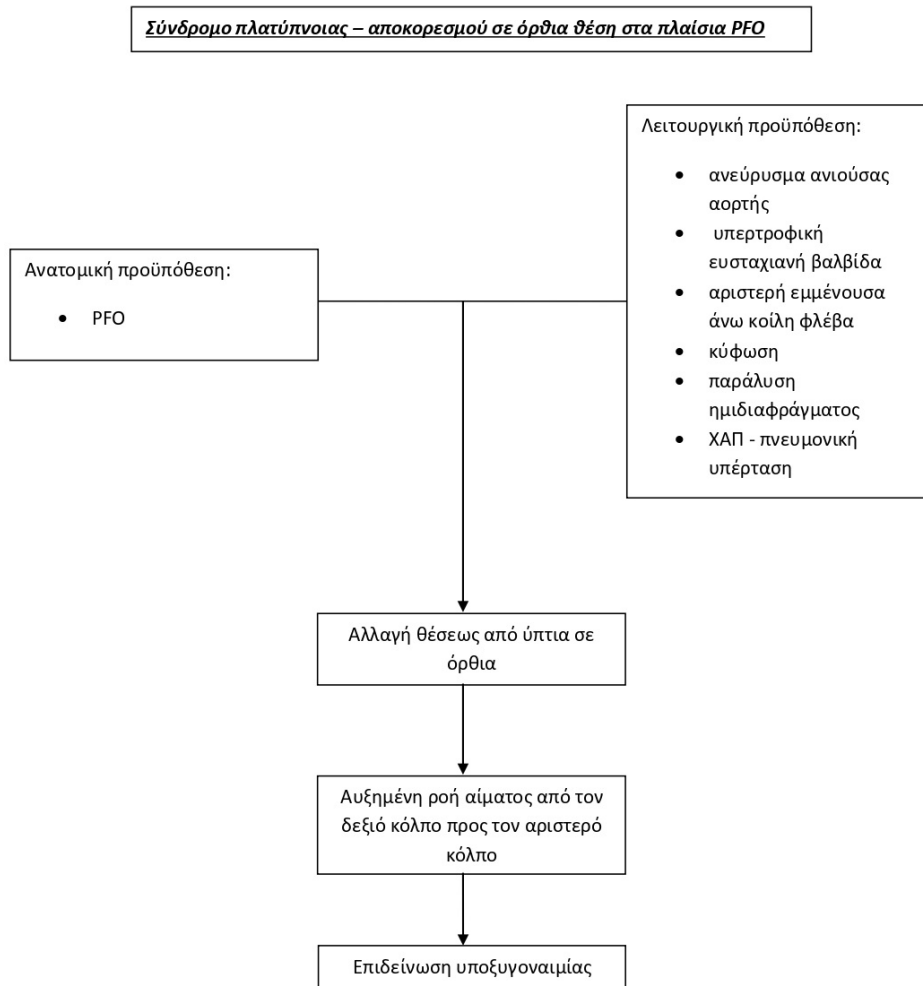 Σύνδρομο πλατύπνοιας – αποκορεσμού σε όρθια θέση στα πλαίσια PFO
Ανατομική προϋπόθεση:
• PFO
Λειτουργική προϋπόθεση:
• ανεύρυσμα ανιούσας
αορτής
• υπερτροφική
ευσταχιανή βαλβίδα
• αριστερή εμμένουσα
άνω κοίλη φλέβα
• κύφωση
• παράλυση
ημιδιαφράγματος
• ΧΑΠ - πνευμονική
υπέρταση
Αλλαγή θέσεως από ύπτια σε
όρθια
Αυξημένη ροή αίματος από τον
δεξιό κόλπο προς τον αριστερό
κόλπο
Επιδείνωση υποξυγοναιμίας